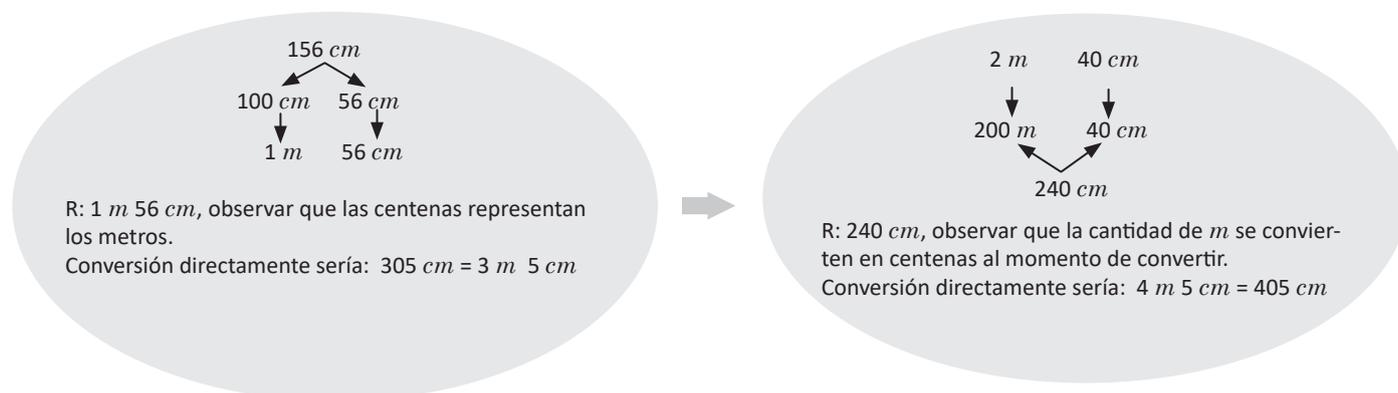 156 cm
100 cm 56 cm
1 m 56 cm
R: 1 m 56 cm, observar que las centenas representan
los metros.
Conversión directamente sería: 305 cm = 3 m 5 cm
2 m 40 cm
200 m 40 cm
240 cm
R: 240 cm, observar que la cantidad de m se convier-
ten en centenas al momento de convertir.
Conversión directamente sería: 4 m 5 cm = 405 cm